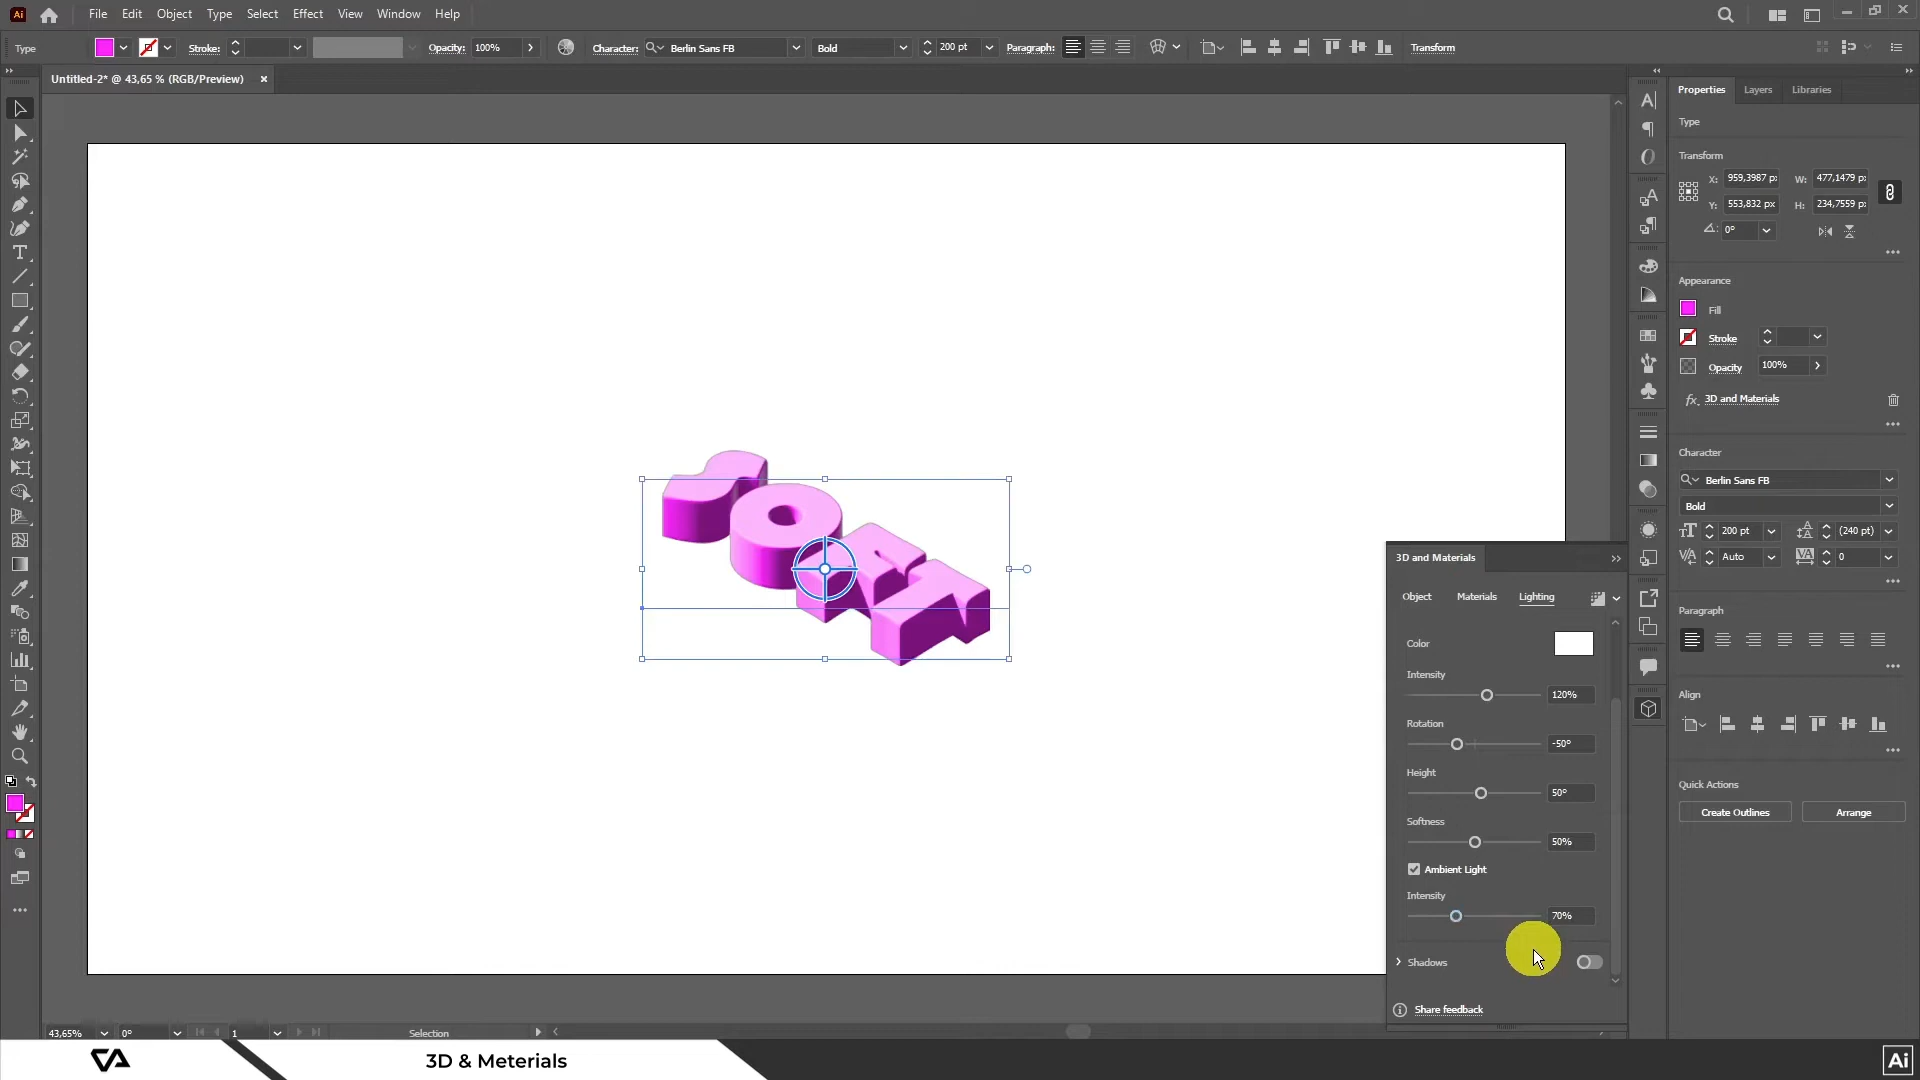 Ai File Edit Object Type Select Effect View Window Help
Type Stroke: Opacity: 100% Character: Berlin Sans FB Bold 200 pt Paragraph: Transform
Untitled-2* @ 43,65 % (RGB/Preview) ×
Properties Layers Libraries
Type
Transform
X: 959,3987 px W: 477,1479 px
Y: 553,832 px H: 234,7559 px
0°
Appearance
Fill
Stroke
Opacity 100%
fx. 3D and Materials
Character
Berlin Sans FB
Bold
200 pt (240 pt)
Auto 0
Paragraph
Align
Quick Actions
Create Outlines Arrange
3D and Materials
Object Materials Lighting
Color
Intensity
120%
Rotation
-50°
Height
50°
Softness
50%
Ambient Light
Intensity
70%
Shadows
Share feedback
43,65% 0° 1 Selection
3D & Meterials
Ai